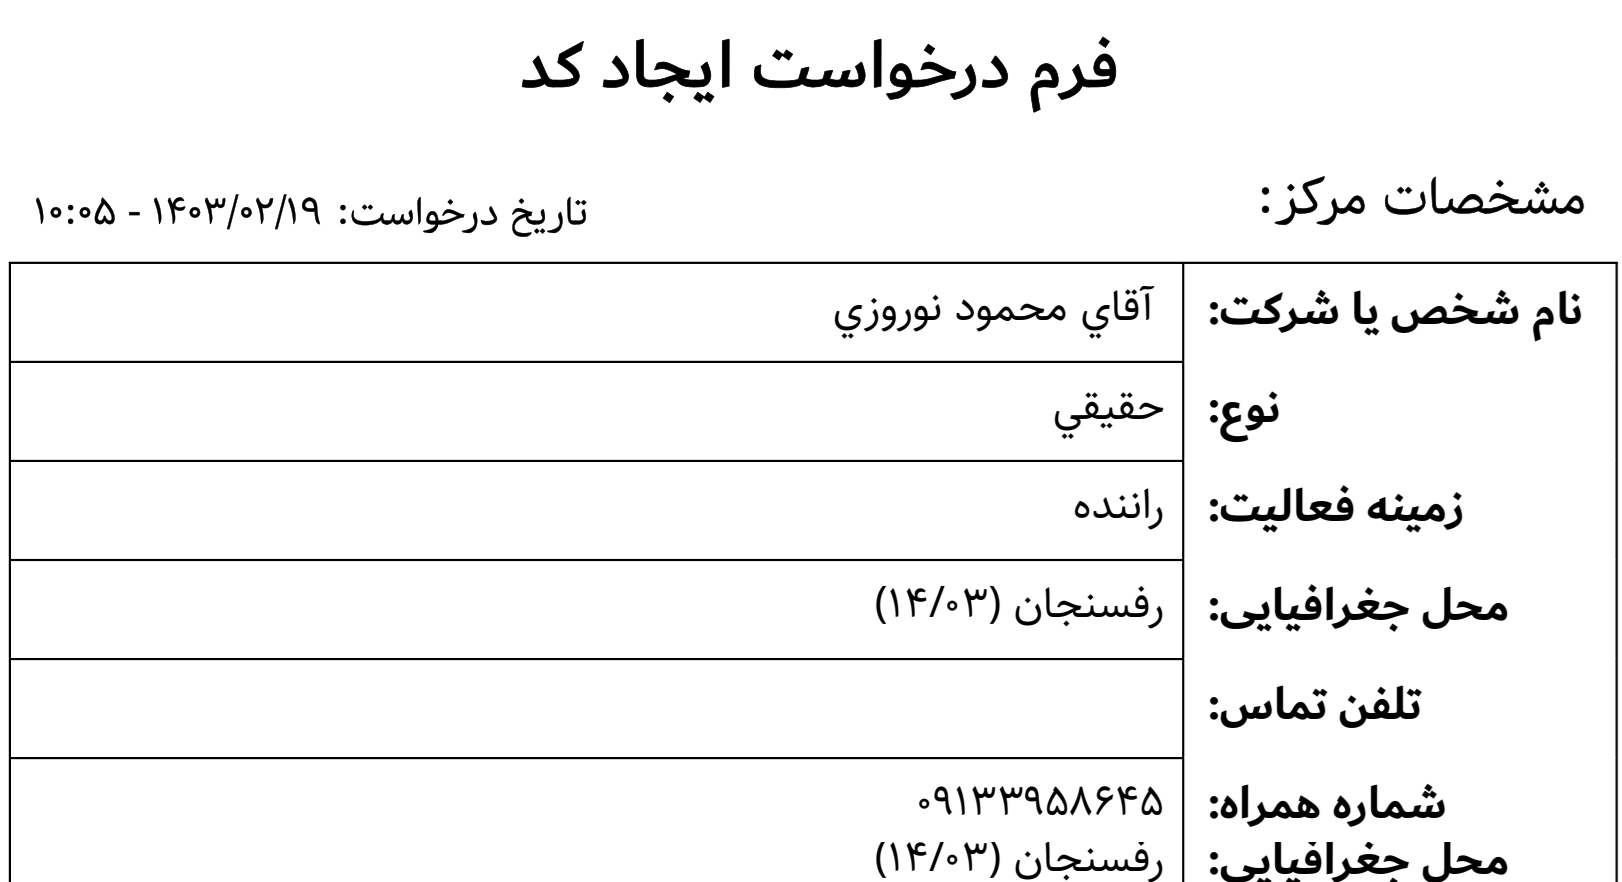 فرم درخواست ایجاد کد
مشخصات مرکز:
تاریخ درخواست: ۱۴۰۳/۰۲/۱۹ - ۱۰:۰۵
نام شخص یا شرکت: آقاي محمود نوروزي
نوع: حقيقي
زمینه فعالیت: راننده
محل جغرافیایی: رفسنجان (۱۴/۰۳)
تلفن تماس:
شماره همراه: ۰۹۱۳۳۹۵۸۶۴۵
محل جغرافیایی: رفسنجان (۱۴/۰۳)